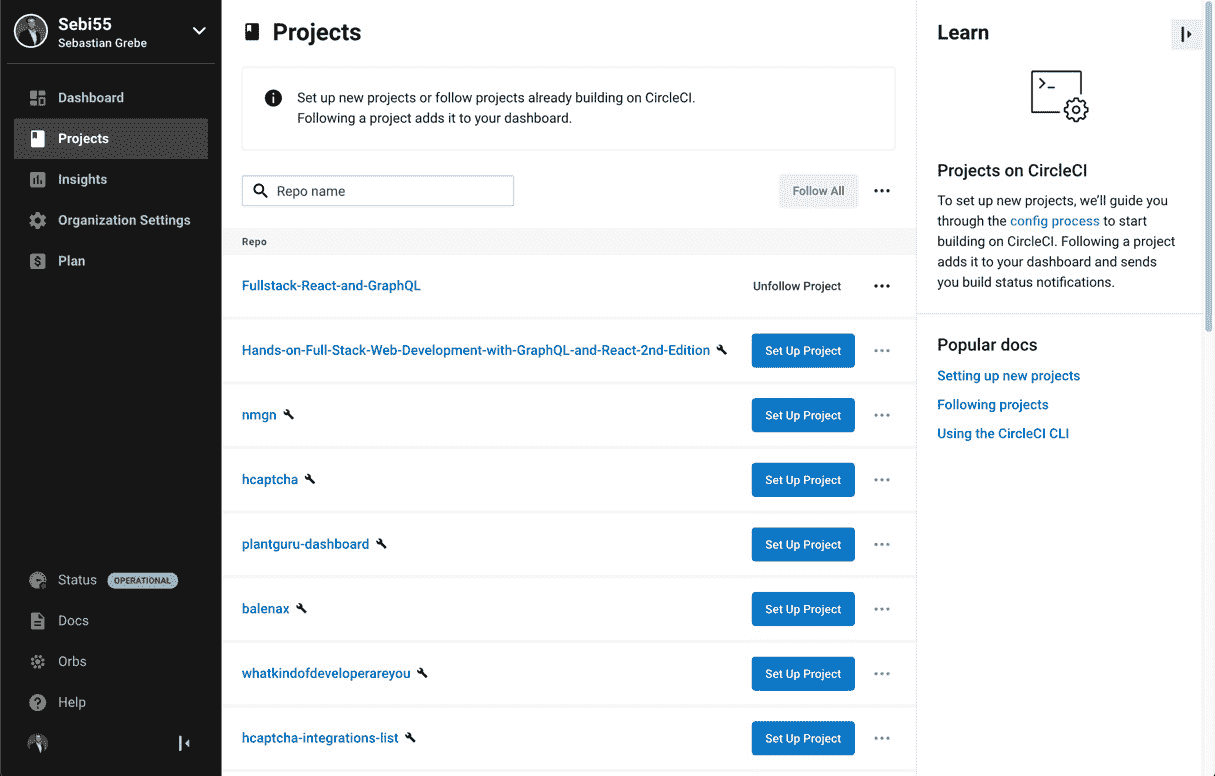 Sebi55
Sebastian Grebe
Dashboard
Projects
Insights
Organization Settings
Plan
Status OPERATIONAL
Docs
Orbs
Help
Projects
Set up new projects or follow projects already building on CircleCI.
Following a project adds it to your dashboard.
Repo name
Follow All
Repo
Fullstack-React-and-GraphQL
Unfollow Project
Hands-on-Full-Stack-Web-Development-with-GraphQL-and-React-2nd-Edition
Set Up Project
nmgn
Set Up Project
hcaptcha
Set Up Project
plantguru-dashboard
Set Up Project
balenax
Set Up Project
whatkindofdeveloperareyou
Set Up Project
hcaptcha-integrations-list
Set Up Project
Learn
Projects on CircleCI
To set up new projects, we’ll guide you
through the config process to start
building on CircleCI. Following a project
adds it to your dashboard and sends
you build status notifications.
Popular docs
Setting up new projects
Following projects
Using the CircleCI CLI